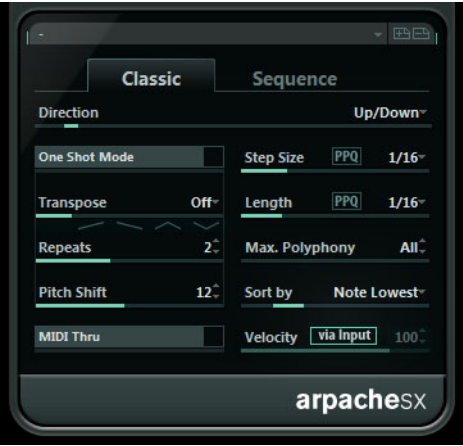 -
Classic Sequence
Direction Up/Down
One Shot Mode Step Size PPQ 1/16
Transpose Off Length PPQ 1/16
Repeats 2 Max. Polyphony All
Pitch Shift 12 Sort by Note Lowest
MIDI Thru Velocity via Input 100
arpacheSX